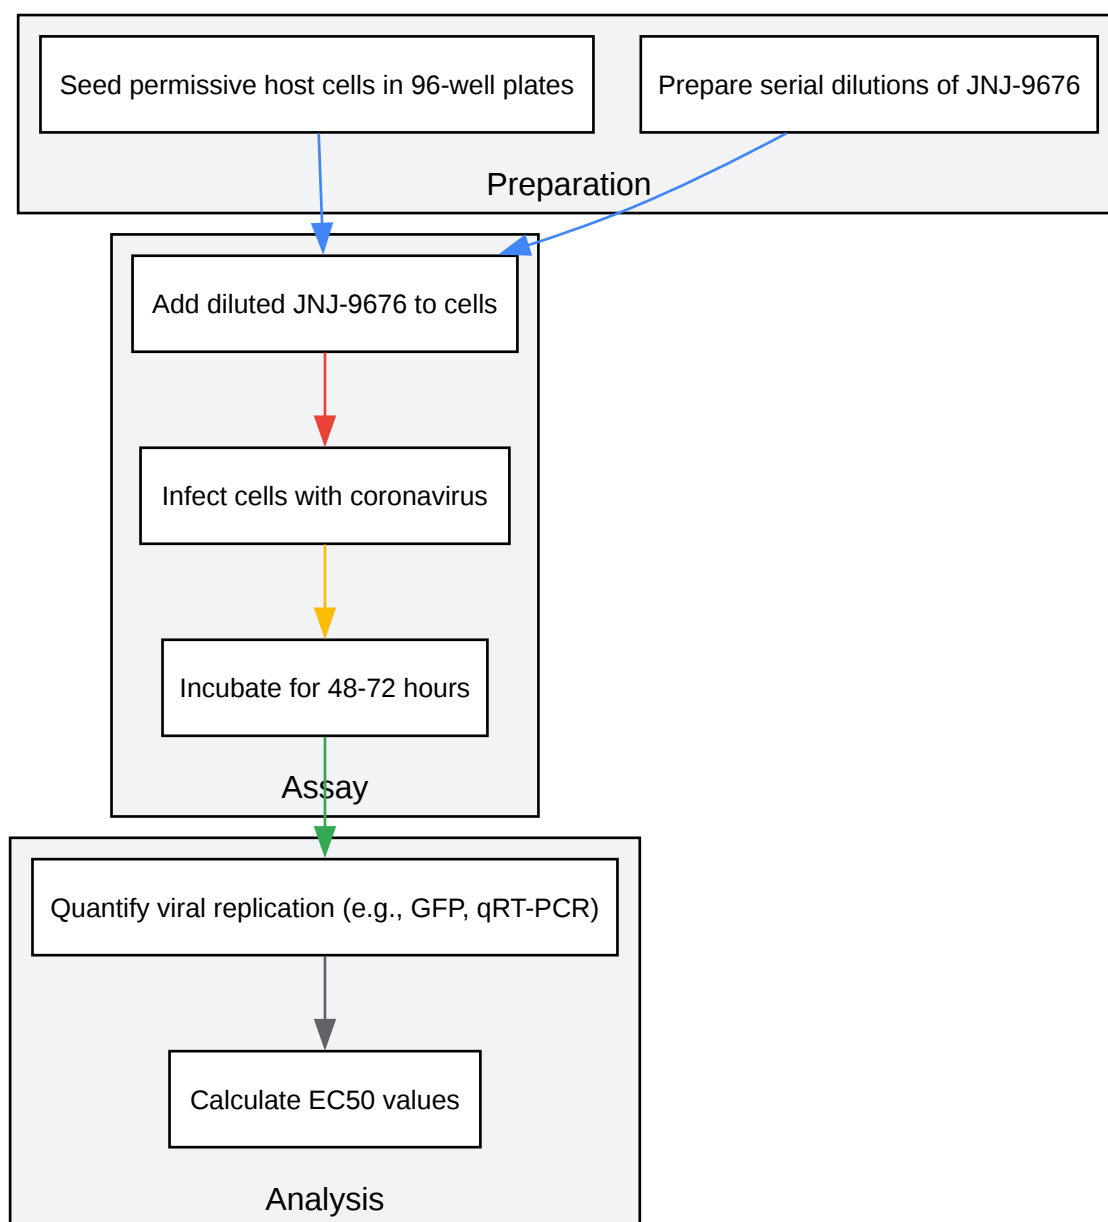 Seed permissive host cells in 96-well plates
Prepare serial dilutions of JNJ-9676
Preparation
Add diluted JNJ-9676 to cells
Infect cells with coronavirus
Incubate for 48-72 hours
Assay
Quantify viral replication (e.g., GFP, qRT-PCR)
Calculate EC50 values
Analysis